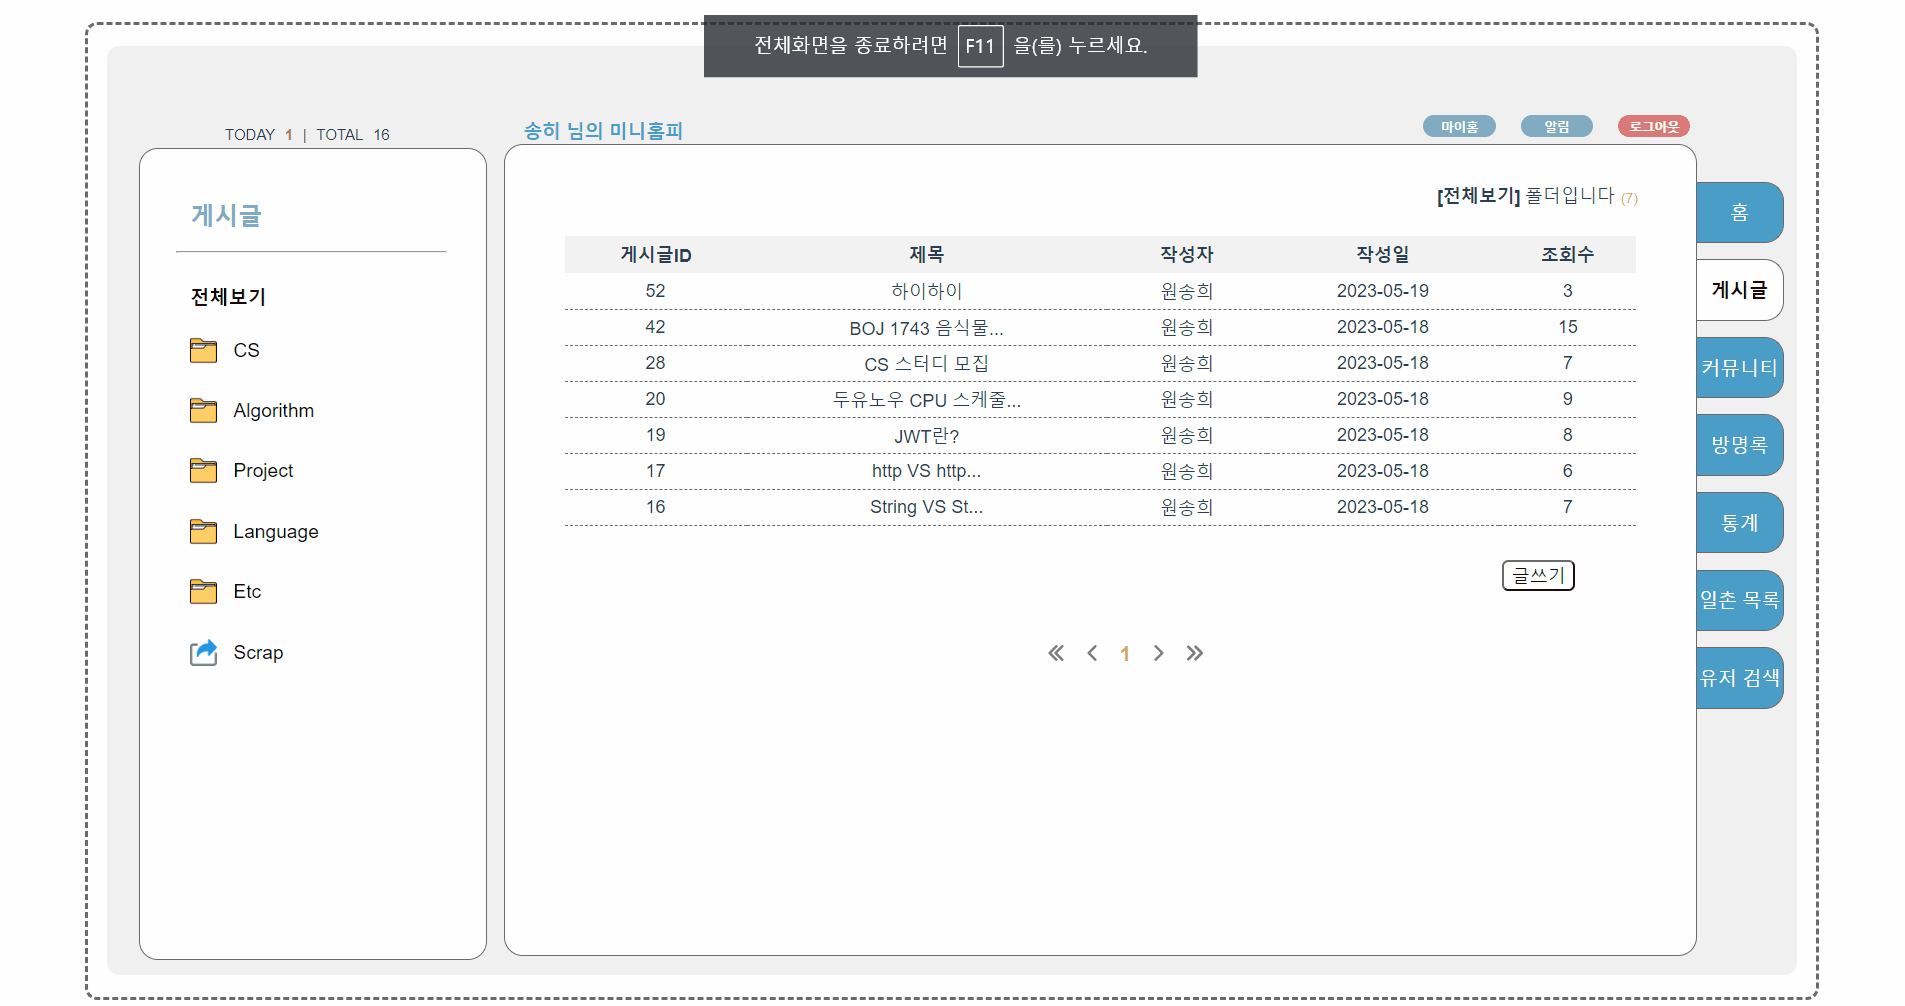 전체화면을 종료하려면 F11 을(를) 누르세요.
TODAY 1 | TOTAL 16
송히 님의 미니홈피
마이홈
알림
로그아웃
게시글
전체보기
CS
Algorithm
Project
Language
Etc
Scrap
[전체보기] 폴더입니다 (7)
게시글ID 제목 작성자 작성일 조회수
52 하이하이 원송희 2023-05-19 3
42 BOJ 1743 음식물... 원송희 2023-05-18 15
28 CS 스터디 모집 원송희 2023-05-18 7
20 두유노우 CPU 스케줄... 원송희 2023-05-18 9
19 JWT란? 원송희 2023-05-18 8
17 http VS http... 원송희 2023-05-18 6
16 String VS St... 원송희 2023-05-18 7
글쓰기
1
홈
게시글
커뮤니티
방명록
통계
일촌 목록
유저 검색